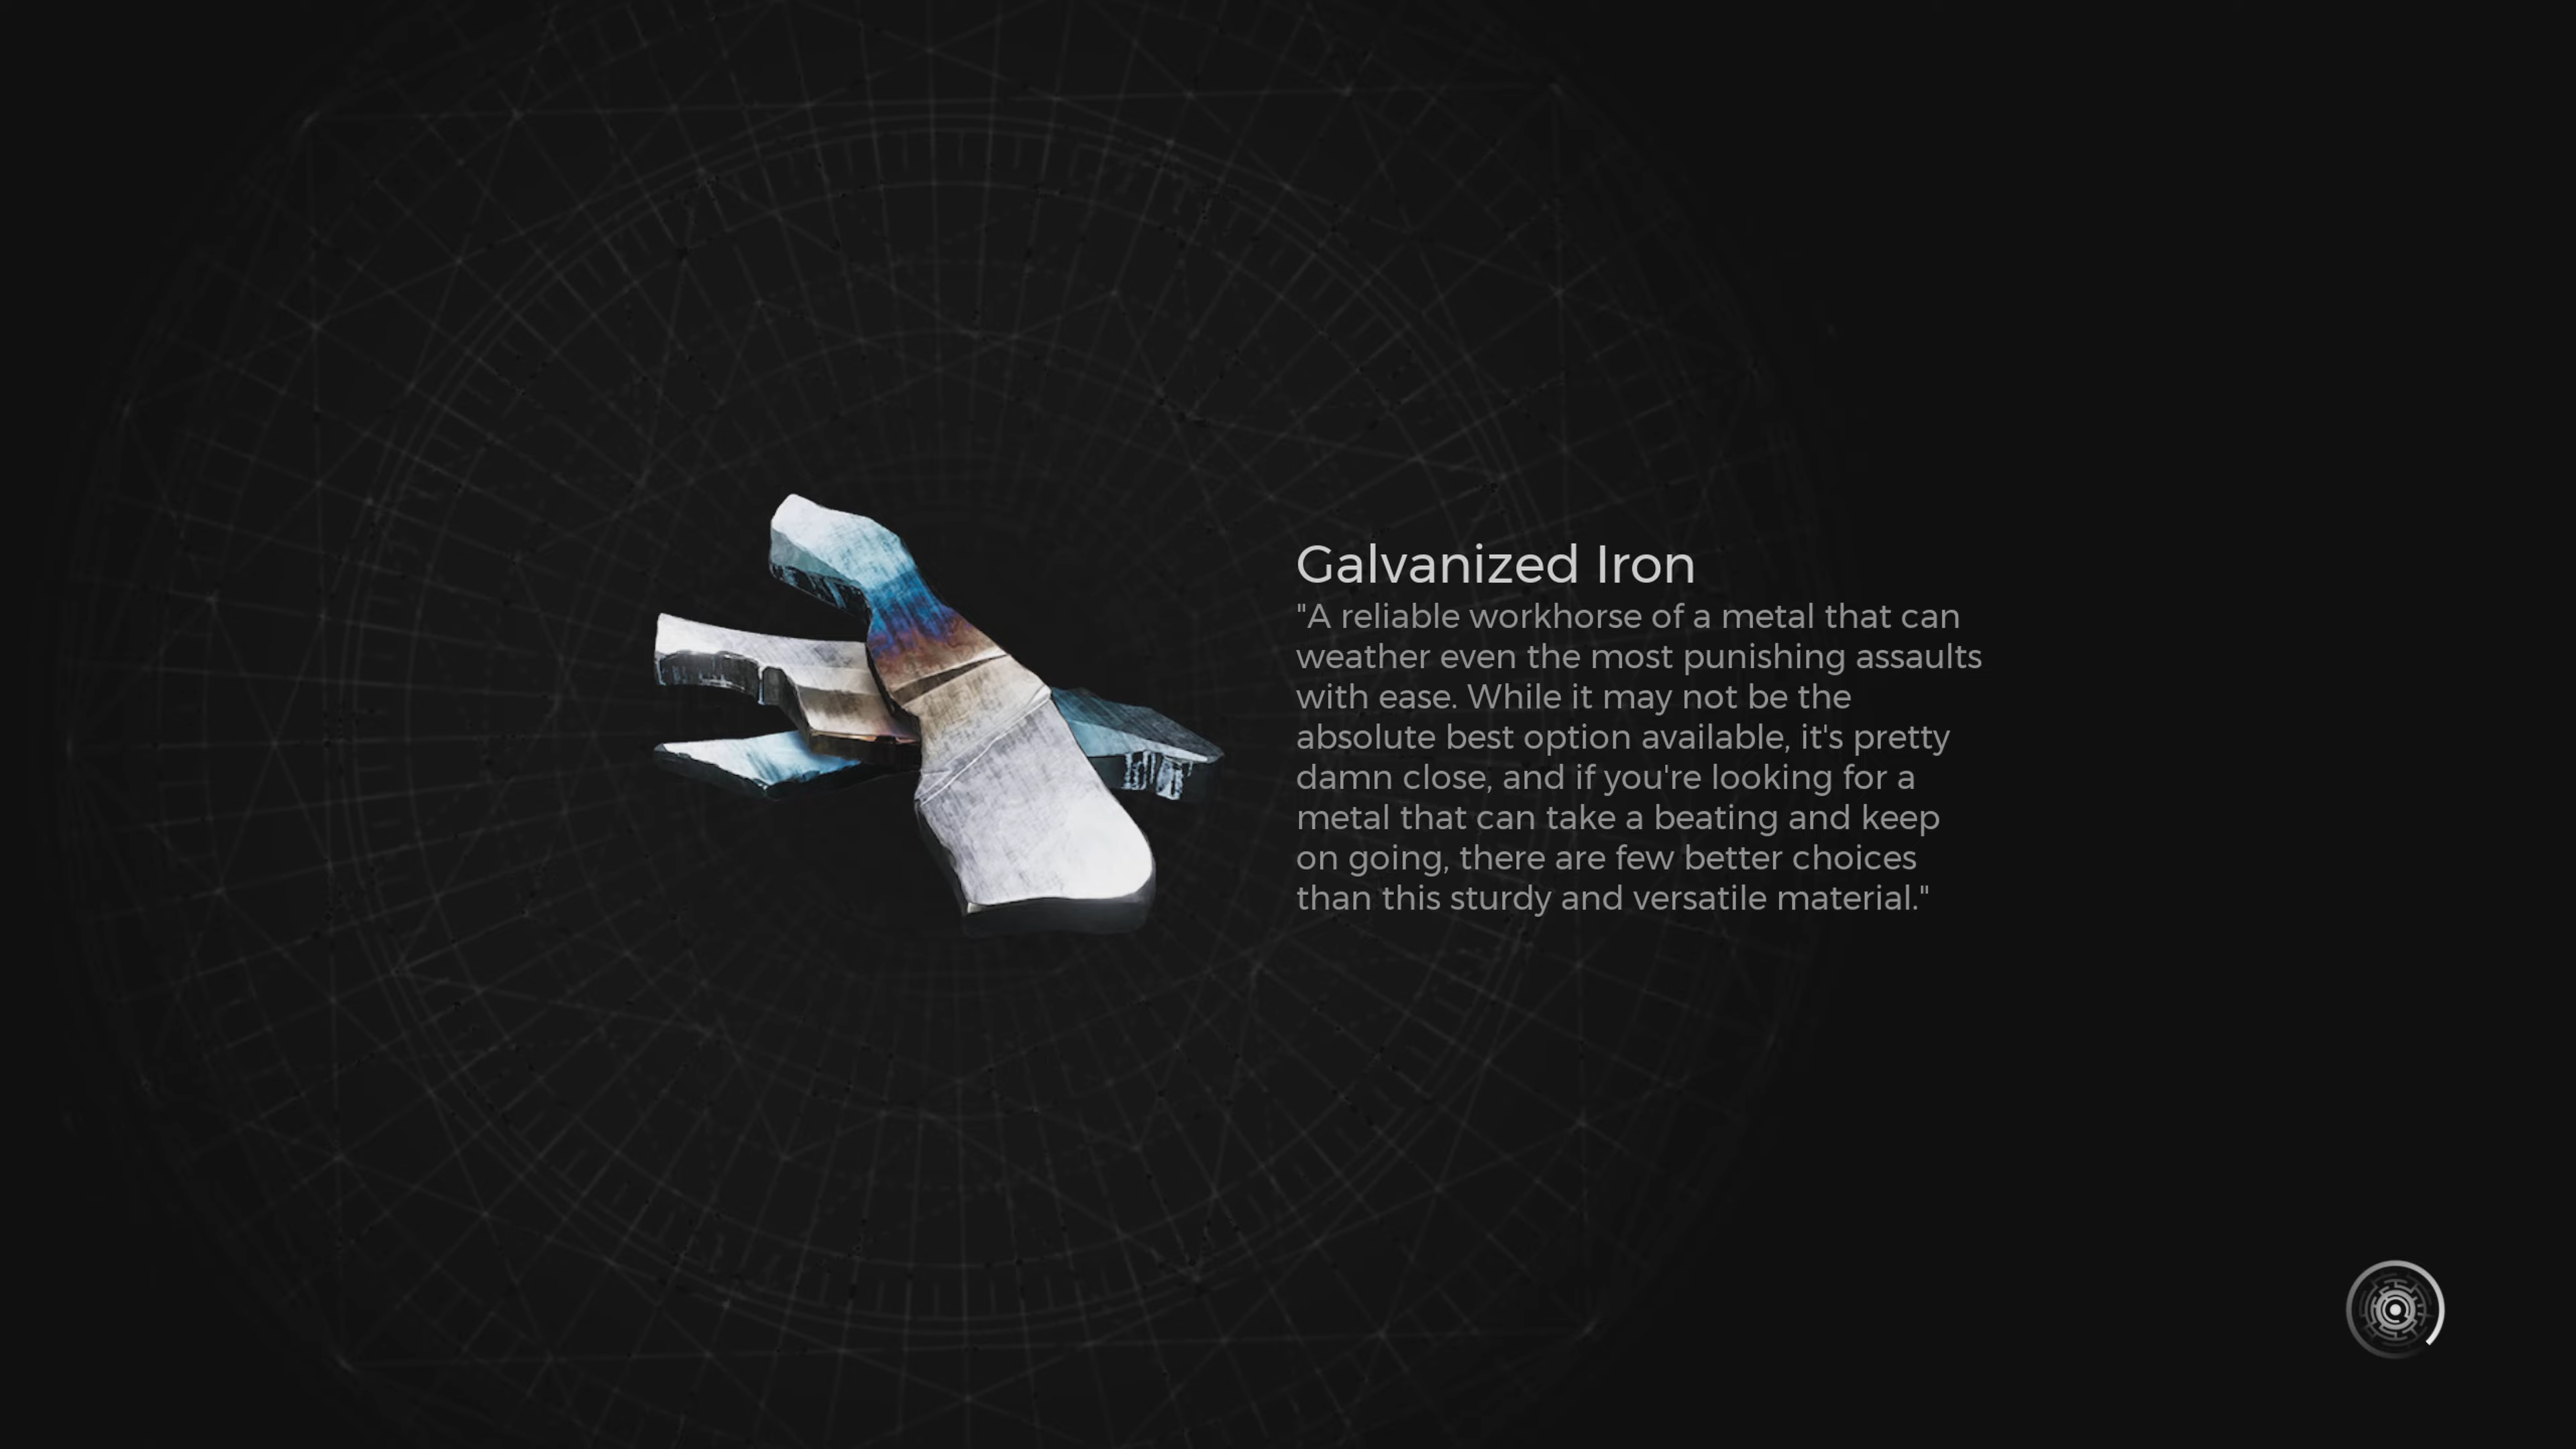 Galvanized Iron
"A reliable workhorse of a metal that can
weather even the most punishing assaults
with ease. While it may not be the
absolute best option available, it's pretty
damn close, and if you're looking for a
metal that can take a beating and keep
on going, there are few better choices
than this sturdy and versatile material."